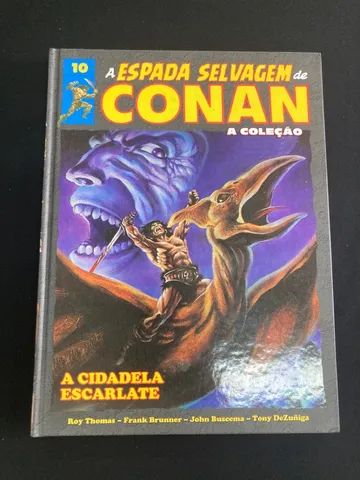 10
A ESPADA SELVAGEM de
CONAN
A COLEÇÃO
A CIDADELA
ESCARLATE
Roy Thomas – Frank Brunner – John Buscema – Tony DeZuñiga